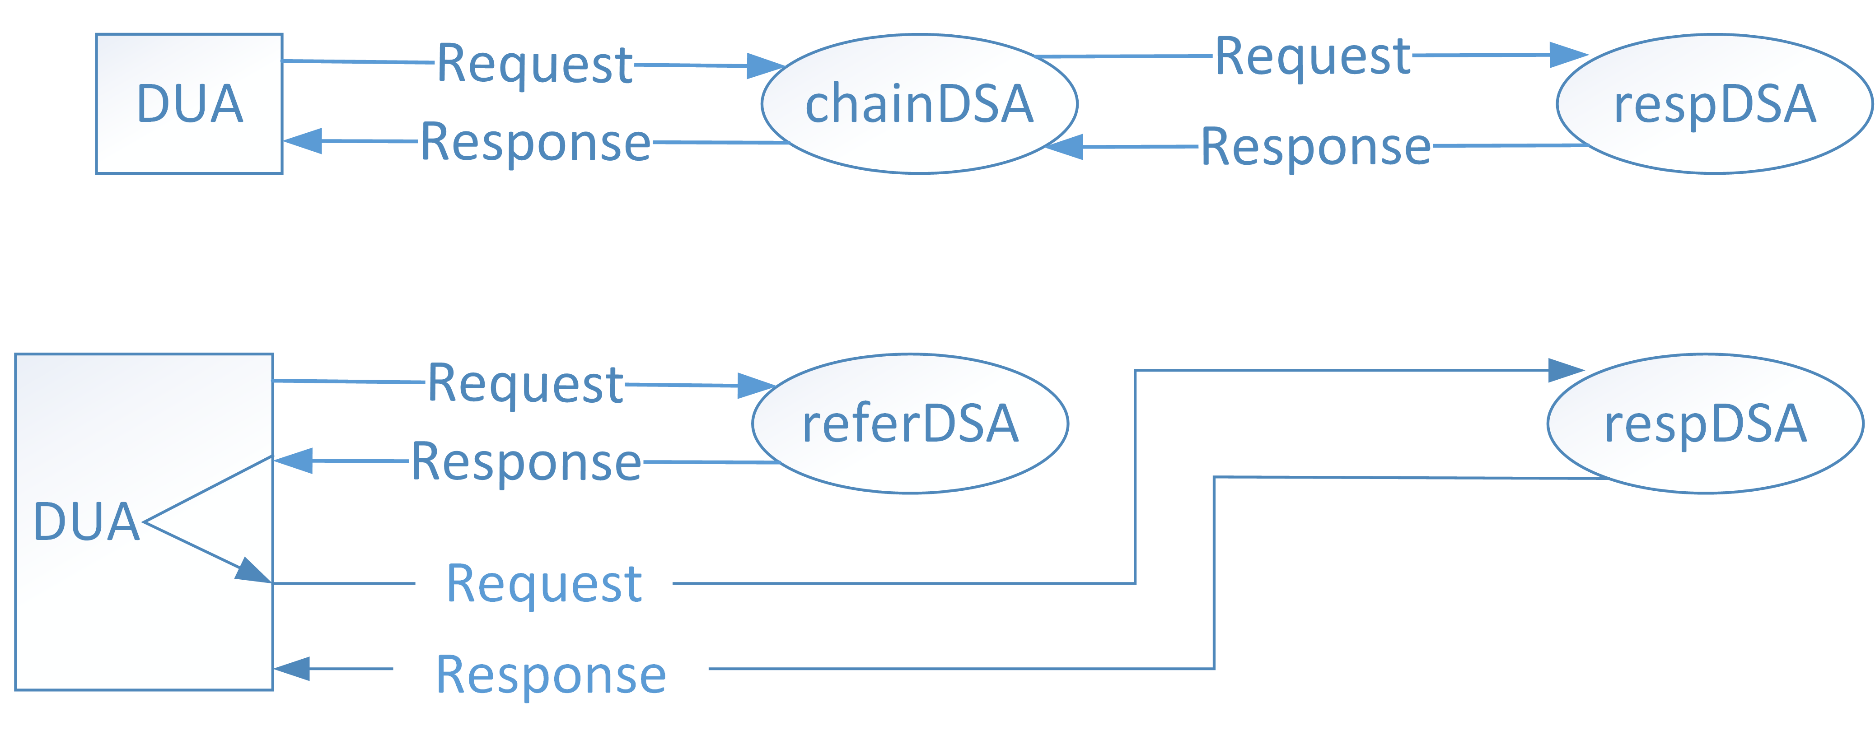 DUA
Request
chainDSA
Request
respDSA
Response
Response
DUA
Request
referDSA
respDSA
Response
Request
Response